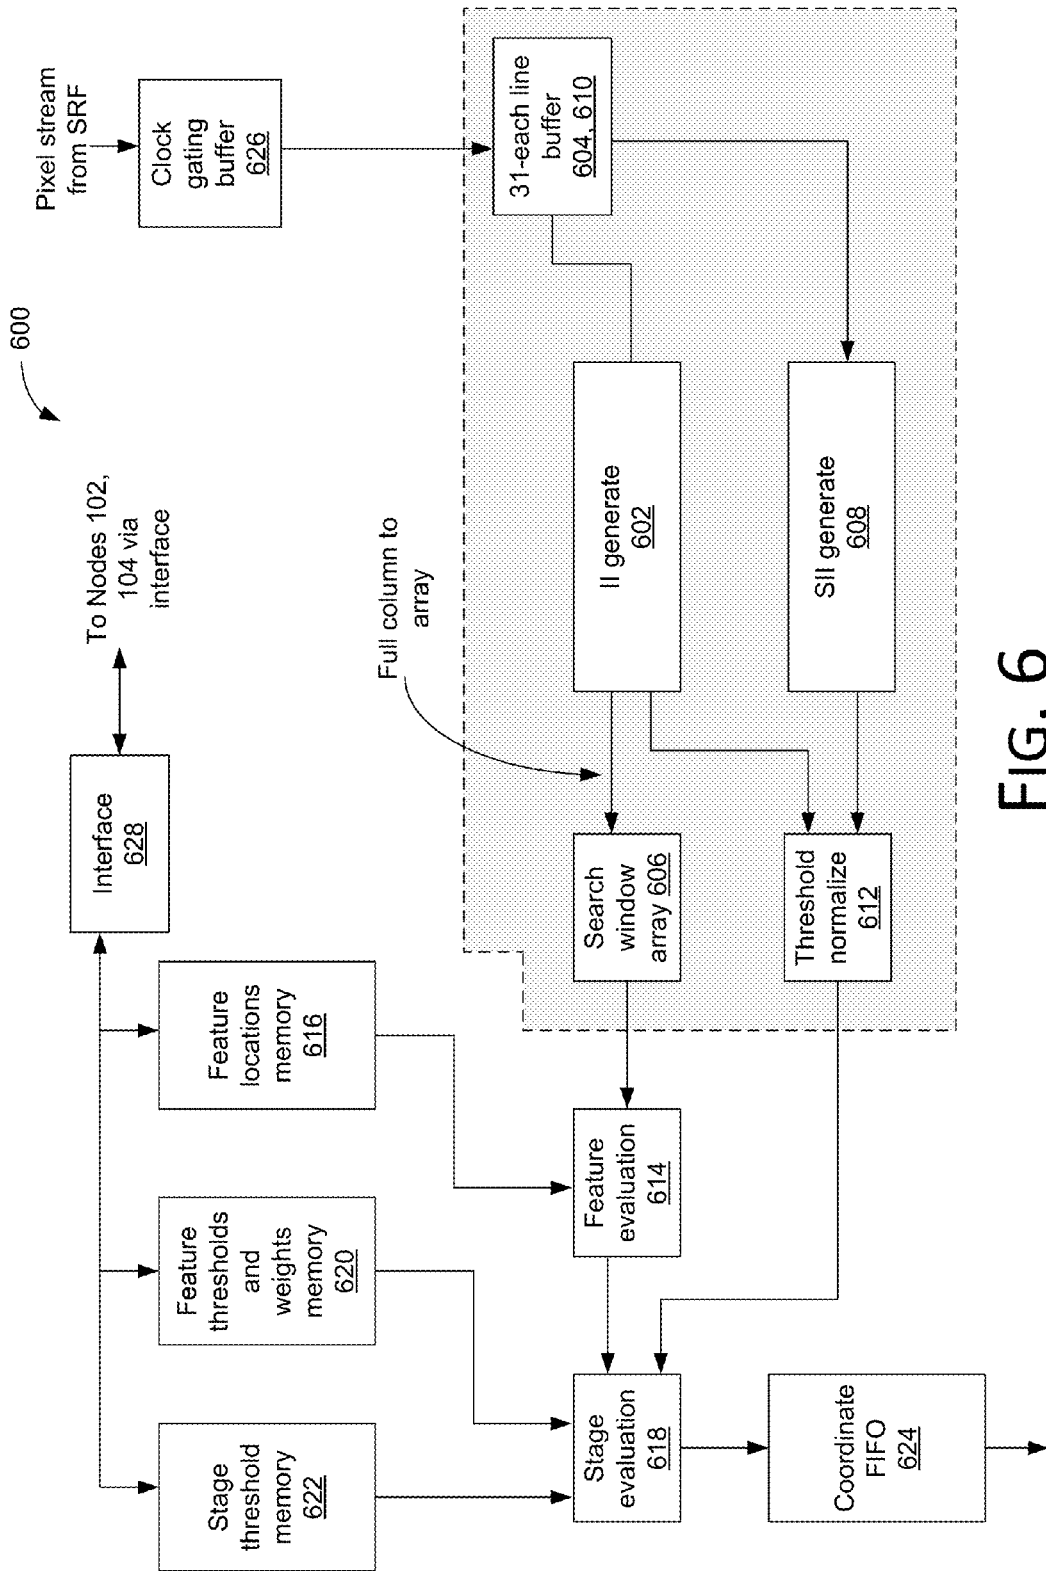 Pixel stream
from SRF
Clock
gating
buffer
626
31-each line
buffer
604, 610
600
To Nodes 102,
104 via
interface
Full column to
array
II generate
602
SII generate
608
Interface
628
Search
window
array 606
Threshold
normalize
612
Feature
locations
memory
616
Feature
evaluation
614
Feature
thresholds
and
weights
memory
620
Stage
threshold
memory
622
Stage
evaluation
618
Coordinate
FIFO
624
FIG. 6